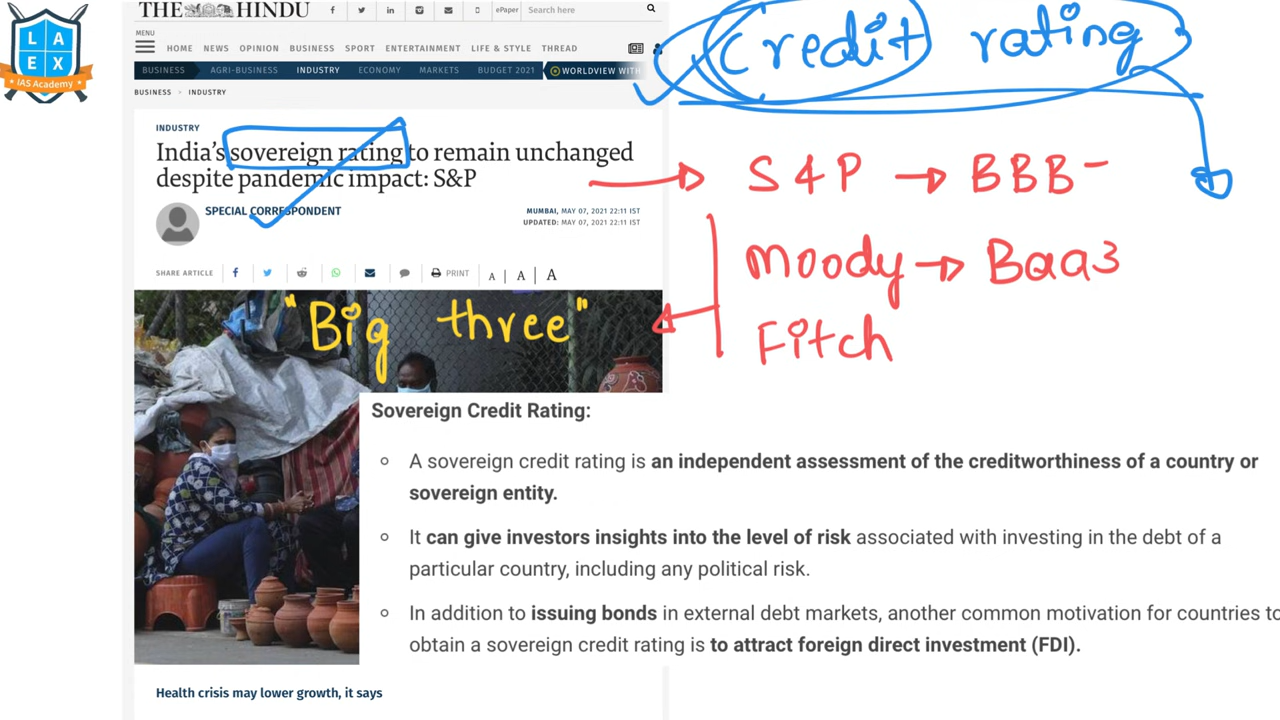 LA
EX
IAS Academy
THE HINDU
ePaper Search here
MENU
HOME NEWS OPINION BUSINESS SPORT ENTERTAINMENT LIFE & STYLE THREAD
BUSINESS AGRI-BUSINESS INDUSTRY ECONOMY MARKETS BUDGET 2021 WORLDVIEW WITH
BUSINESS INDUSTRY
Credit rating
INDUSTRY
India's sovereign rating to remain unchanged
despite pandemic impact: S&P
SPECIAL CORRESPONDENT
MUMBAI, MAY 07, 2021 22:11 IST
UPDATED: MAY 07, 2021 22:11 IST
SHARE ARTICLE PRINT A | A | A
S&P → BBB-
Moody → Baa3
Fitch
"Big three"
Sovereign Credit Rating:
A sovereign credit rating is an independent assessment of the creditworthiness of a country or
sovereign entity.
It can give investors insights into the level of risk associated with investing in the debt of a
particular country, including any political risk.
In addition to issuing bonds in external debt markets, another common motivation for countries to
obtain a sovereign credit rating is to attract foreign direct investment (FDI).
Health crisis may lower growth, it says